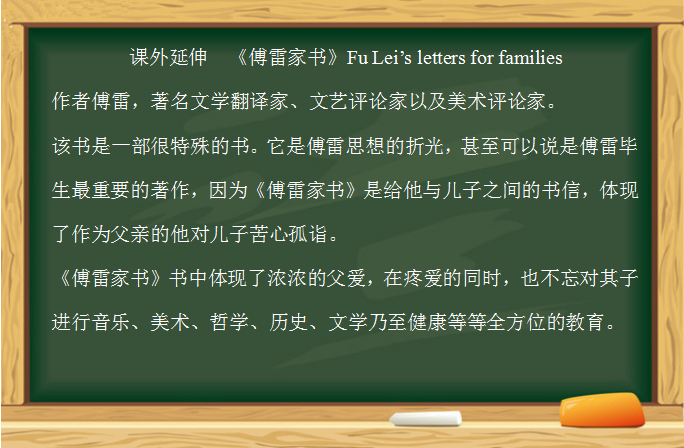 课外延伸 《傅雷家书》Fu Lei’s letters for families
作者傅雷，著名文学翻译家、文艺评论家以及美术评论家。
该书是一部很特殊的书。它是傅雷思想的折光，甚至可以说是傅雷毕
生最重要的著作，因为《傅雷家书》是给他与儿子之间的书信，体现
了作为父亲的他对儿子苦心孤诣。
《傅雷家书》书中体现了浓浓的父爱，在疼爱的同时，也不忘对其子
进行音乐、美术、哲学、历史、文学乃至健康等等全方位的教育。